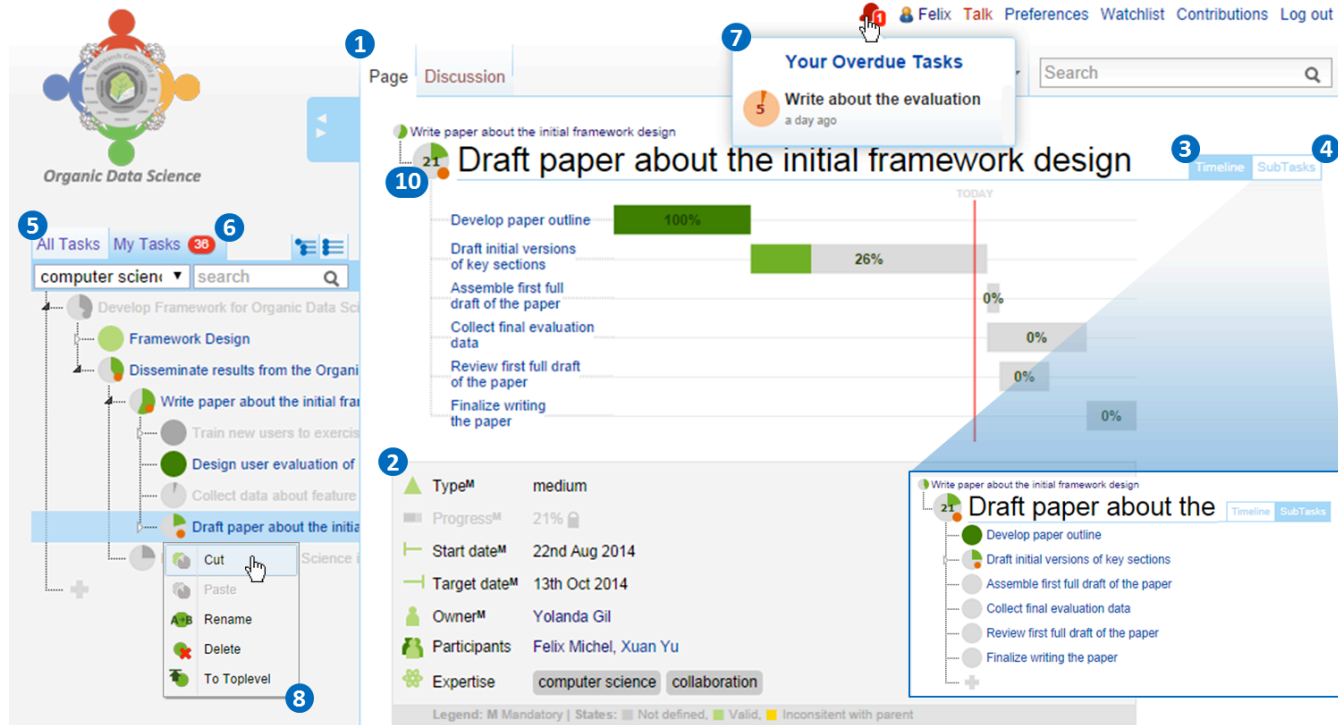 1
Felix Talk Preferences Watchlist Contributions Log out
7
1
Your Overdue Tasks
Page Discussion
Search
5
Write about the evaluation
a day ago
Write paper about the initial framework design
21 Draft paper about the initial framework design
3
4
Timeline SubTasks
10
Organic Data Science
TODAY
Develop paper outline
100%
Draft initial versions
of key sections
26%
Assemble first full
draft of the paper
0%
Collect final evaluation
data
0%
Review first full draft
of the paper
0%
Finalize writing
the paper
0%
5
6
All Tasks My Tasks 36
computer scien
search
Develop Framework for Organic Data Sci
Framework Design
Disseminate results from the Organi
Write paper about the initial fra
Train new users to exercis
Design user evaluation of
Collect data about feature
Draft paper about the initia
Science i
Cut
Paste
A B Rename
Delete
To Toplevel
8
2
Typeᴹ medium
Progressᴹ 21%
Start dateᴹ 22nd Aug 2014
Target dateᴹ 13th Oct 2014
Ownerᴹ Yolanda Gil
Participants Felix Michel, Xuan Yu
Expertise computer science collaboration
Legend: M Mandatory | States: Not defined, Valid, Inconsitent with parent
Write paper about the initial framework design
21 Draft paper about the
Timeline SubTasks
Develop paper outline
Draft initial versions of key sections
Assemble first full draft of the paper
Collect final evaluation data
Review first full draft of the paper
Finalize writing the paper